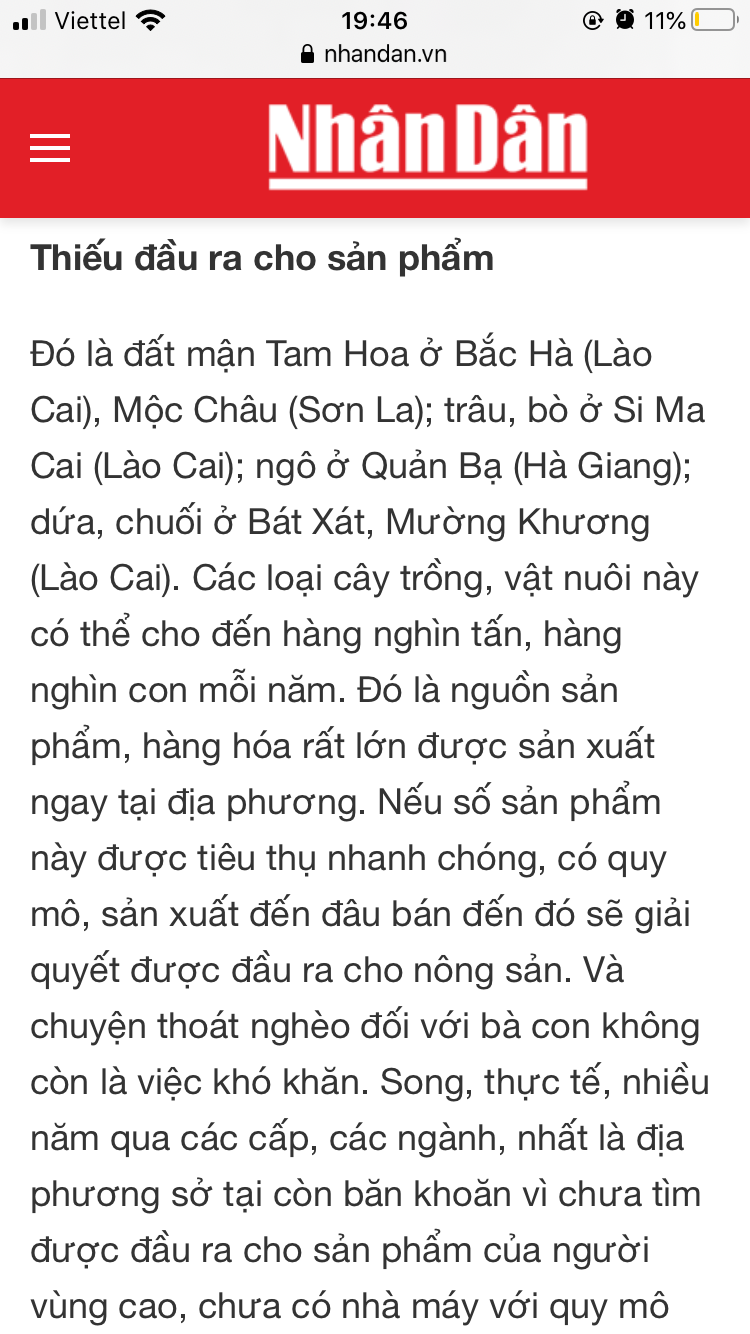 Viettel 19:46 11%
nhandan.vn
Nhân Dân
Thiếu đầu ra cho sản phẩm
Đó là đất mận Tam Hoa ở Bắc Hà (Lào
Cai), Mộc Châu (Sơn La); trâu, bò ở Si Ma
Cai (Lào Cai); ngô ở Quản Bạ (Hà Giang);
dứa, chuối ở Bát Xát, Mường Khương
(Lào Cai). Các loại cây trồng, vật nuôi này
có thể cho đến hàng nghìn tấn, hàng
nghìn con mỗi năm. Đó là nguồn sản
phẩm, hàng hóa rất lớn được sản xuất
ngay tại địa phương. Nếu số sản phẩm
này được tiêu thụ nhanh chóng, có quy
mô, sản xuất đến đâu bán đến đó sẽ giải
quyết được đầu ra cho nông sản. Và
chuyện thoát nghèo đối với bà con không
còn là việc khó khăn. Song, thực tế, nhiều
năm qua các cấp, các ngành, nhất là địa
phương sở tại còn băn khoăn vì chưa tìm
được đầu ra cho sản phẩm của người
vùng cao, chưa có nhà máy với quy mô